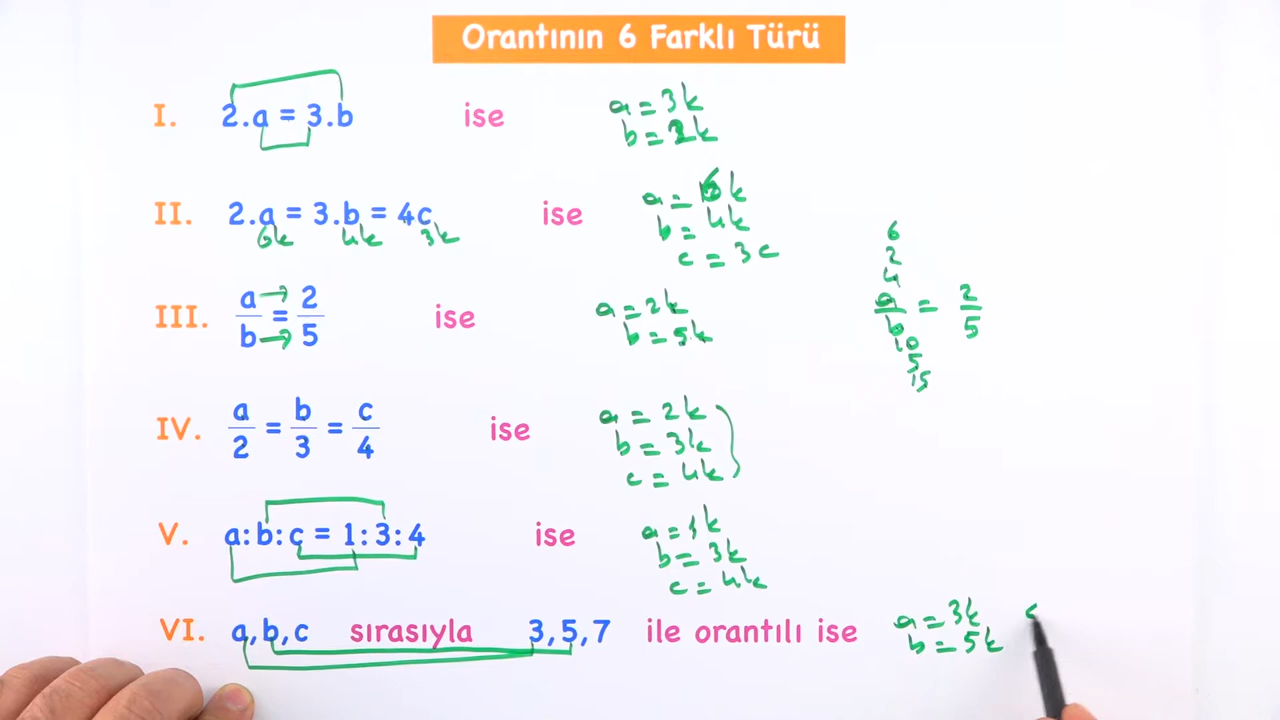 Orantının 6 Farklı Türü
I. 2.a = 3.b ise a = 3k
b = 2k
II. 2.a = 3.b = 4c ise a = 6k
6k 4k 3k b = 4k
c = 3c
III. a/b = 2/5 ise a = 2k
b = 5k
6
2
4
a/b = 2/5
10
5
15
IV. a/2 = b/3 = c/4 ise a = 2k
b = 3k
c = 4k
V. a:b:c = 1:3:4 ise a = 1k
b = 3k
c = 4k
VI. a,b,c sırasıyla 3,5,7 ile orantılı ise a = 3k
b = 5k